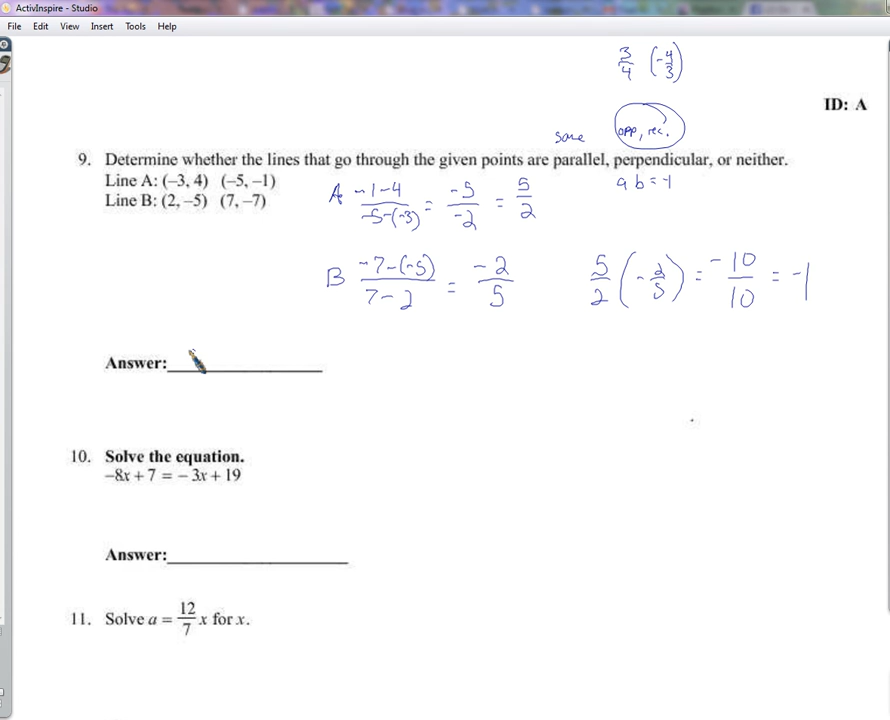 ActivInspire - Studio
File Edit View Insert Tools Help
3/4 (-4/3)
ID: A
same opp, rec.
9. Determine whether the lines that go through the given points are parallel, perpendicular, or neither.
Line A: (−3, 4) (−5, −1)
Line B: (2, −5) (7, −7)
ab = -1
A -1-4/-5-(-3) = -5/-2 = 5/2
B -7-(-5)/7-2 = -2/5
5/2 (-2/5) = -10/10 = -1
Answer:
10. Solve the equation.
−8x + 7 = − 3x + 19
Answer:
11. Solve a = 12/7 x for x.